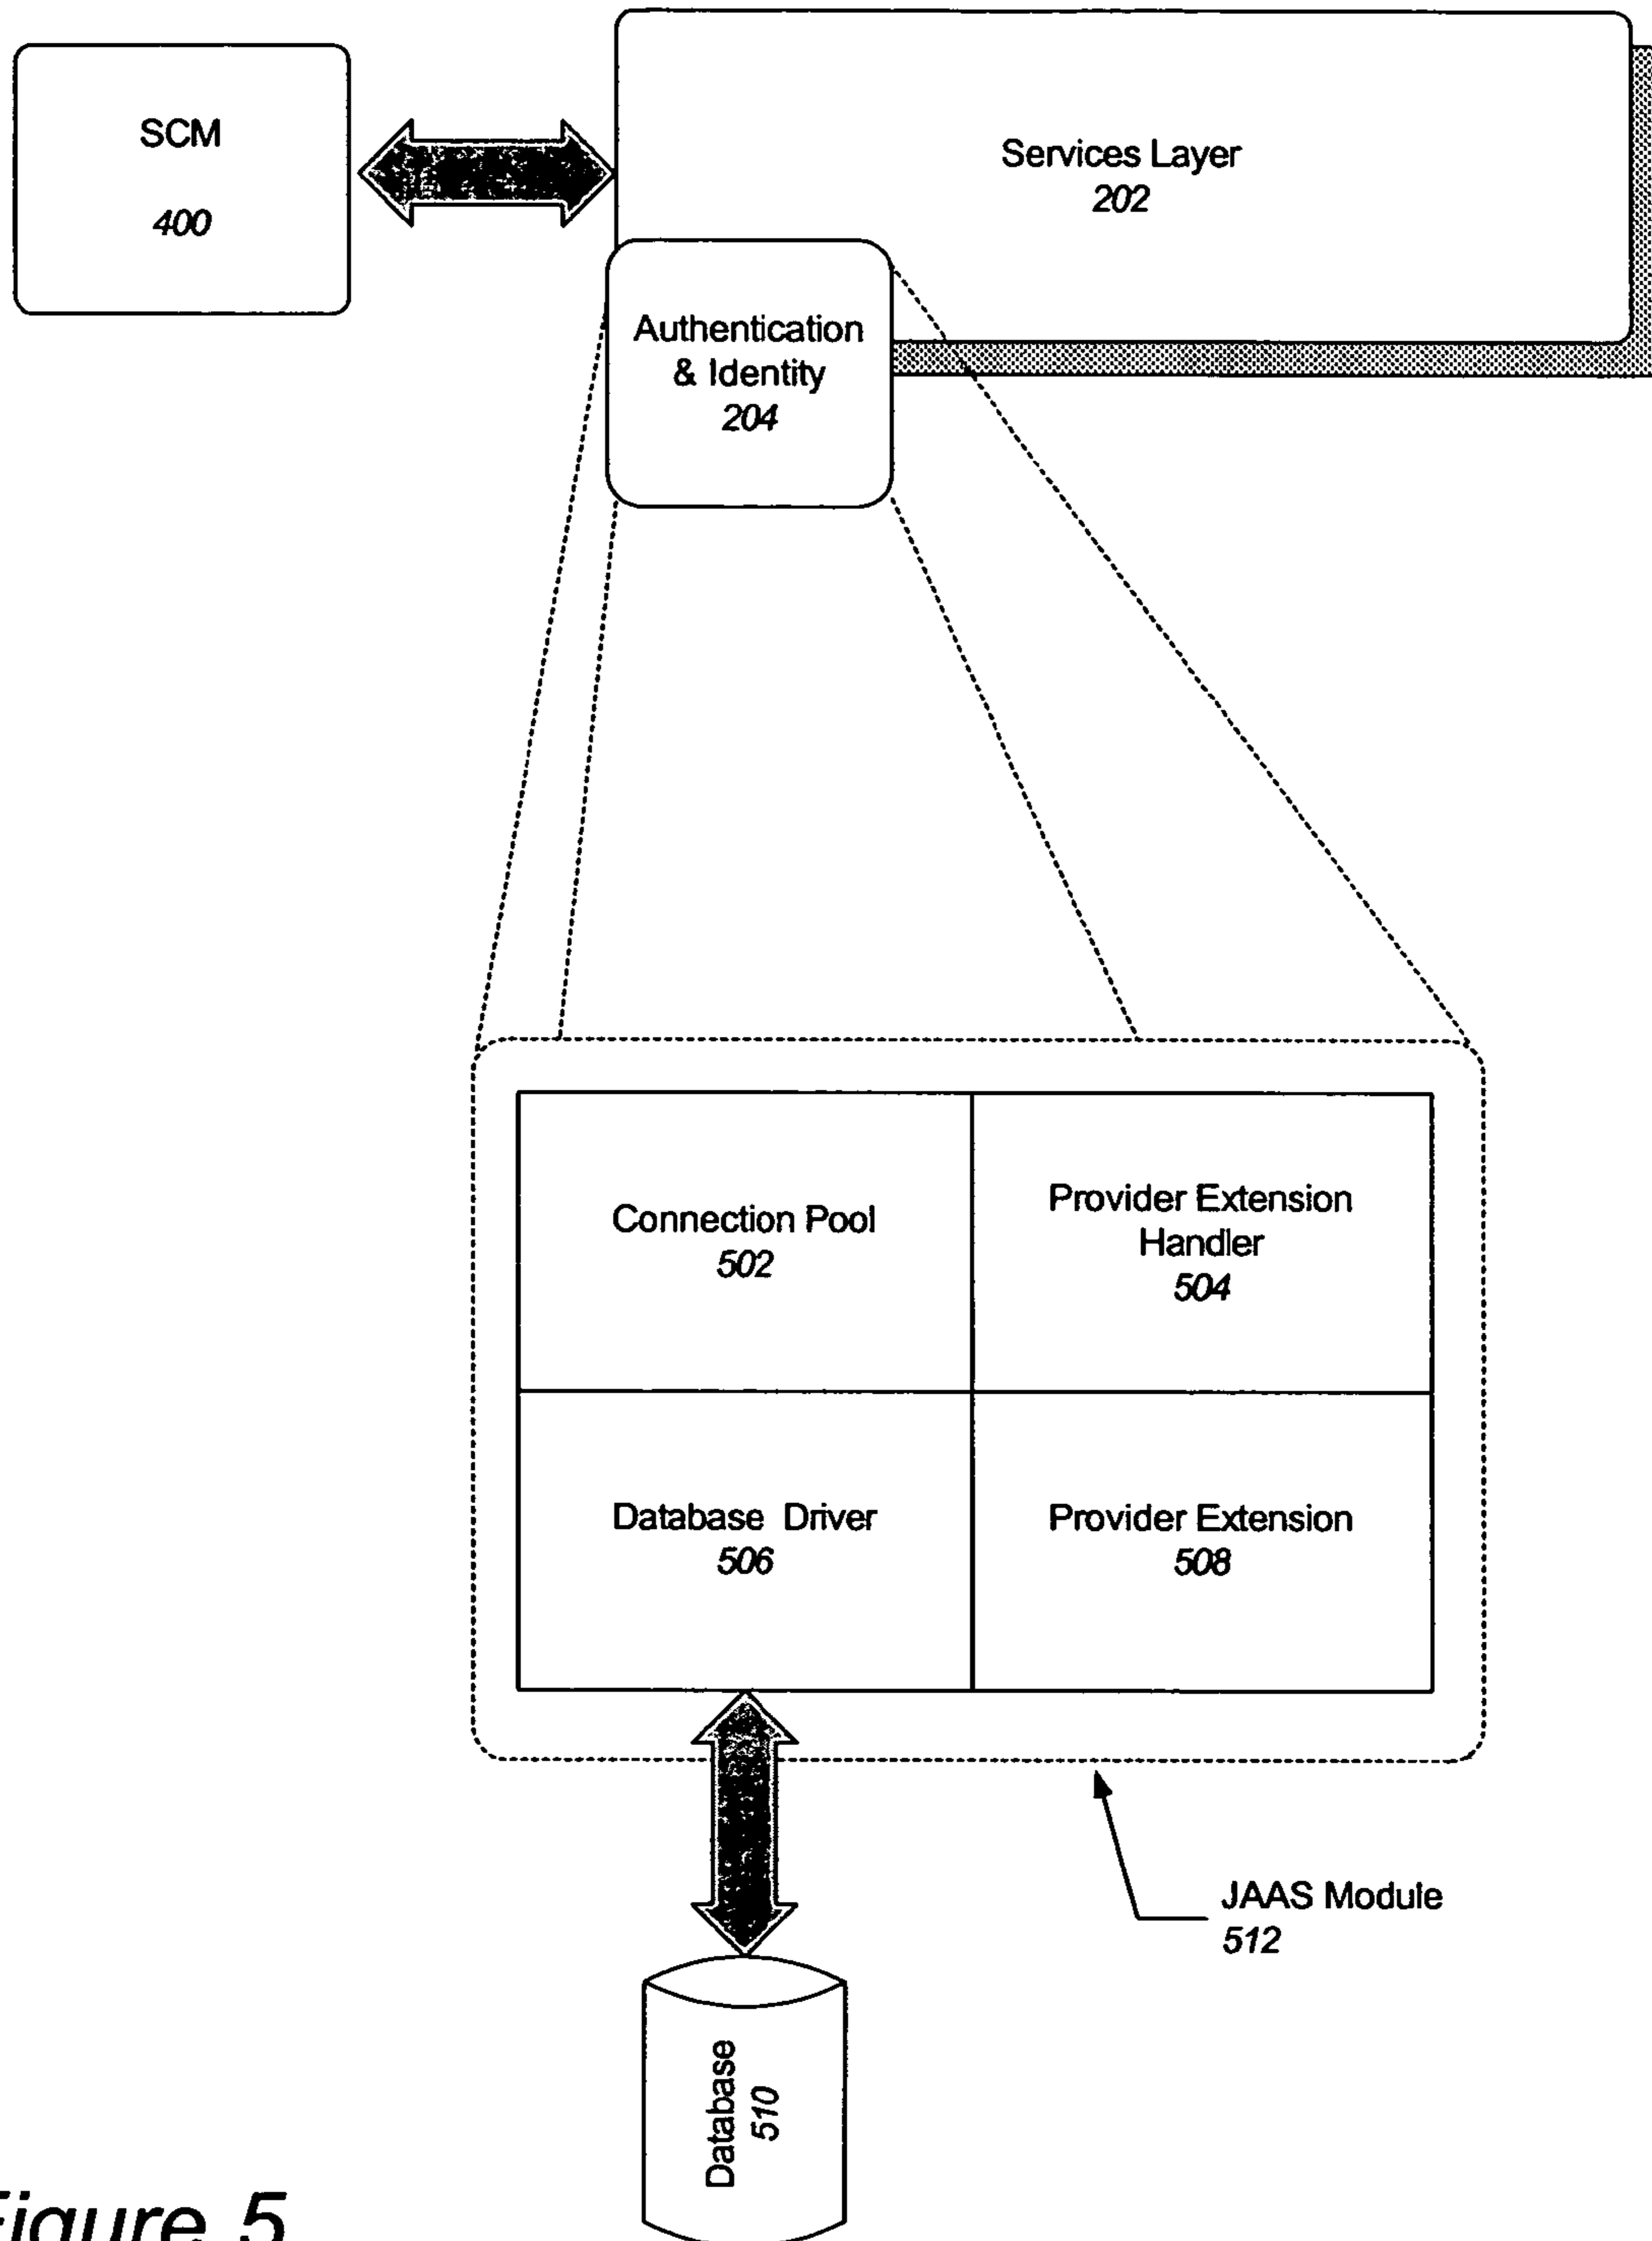 SCM
400
Services Layer
202
Authentication
& Identity
204
Connection Pool
502
Provider Extension
Handler
504
Database Driver
506
Provider Extension
508
JAAS Module
512
Database
510
Figure 5